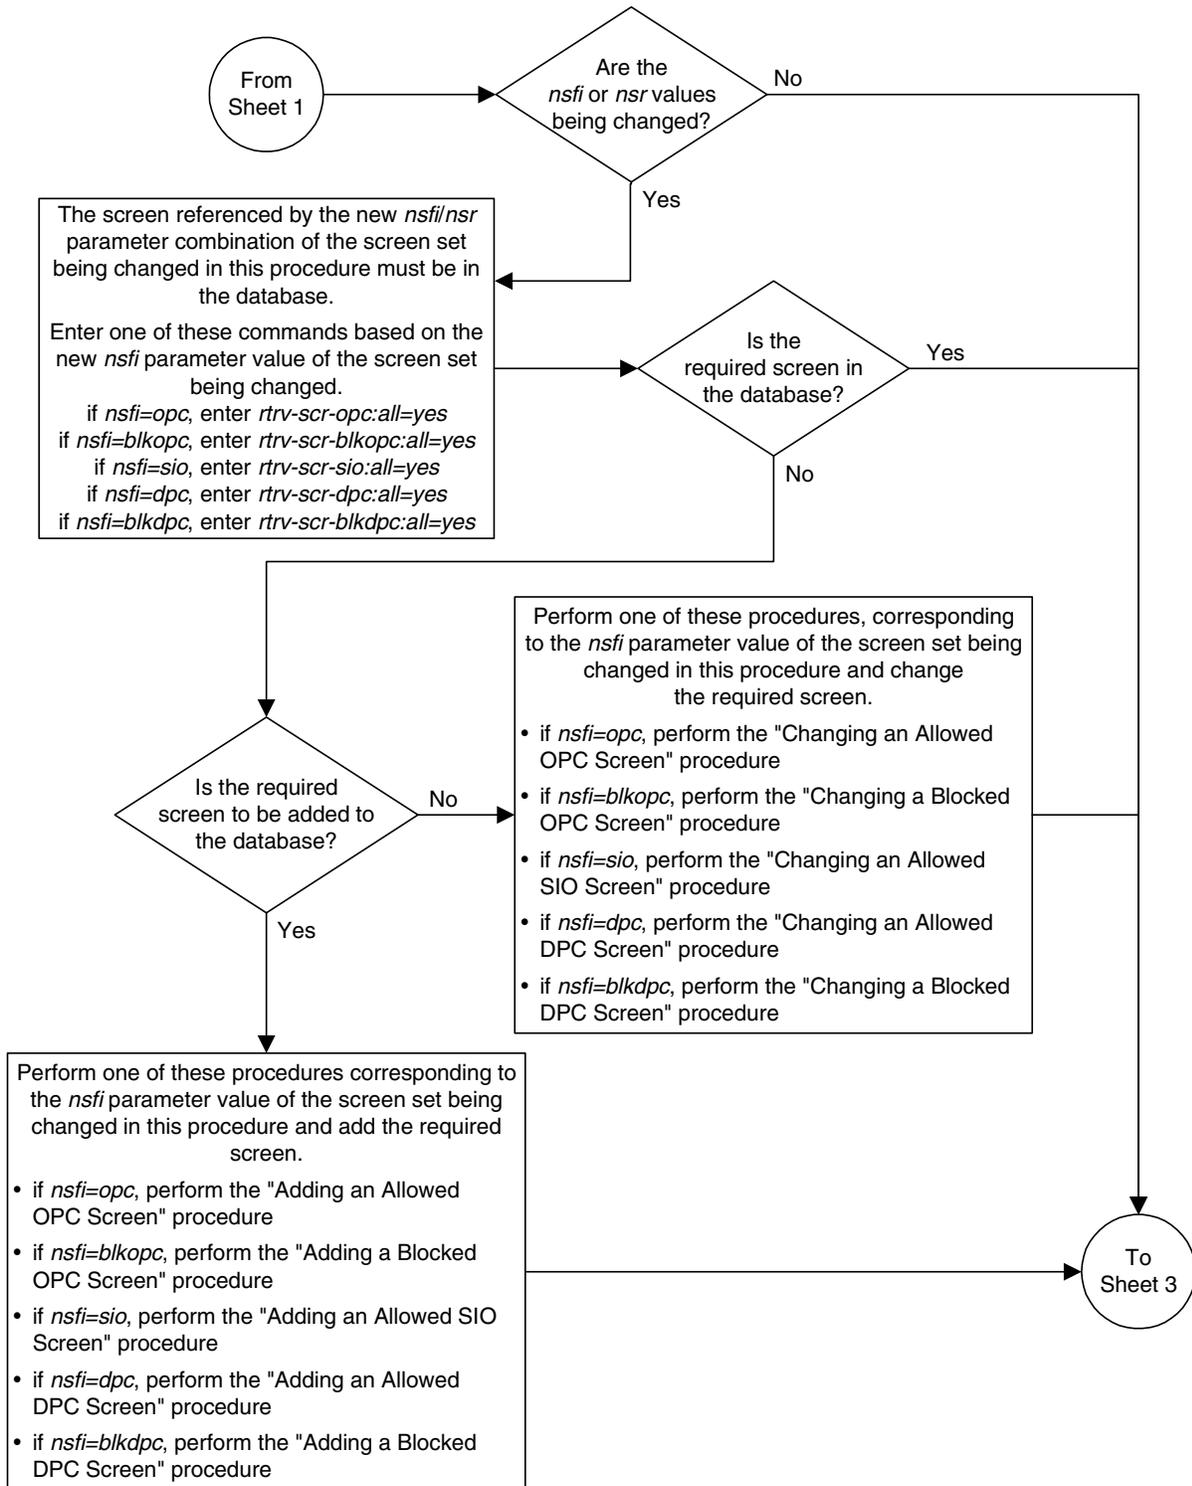 From
Sheet 1
Are the
nsfi or nsr values
being changed?
No
Yes
The screen referenced by the new nsfi/nsr
parameter combination of the screen set
being changed in this procedure must be in
the database.
Enter one of these commands based on the
new nsfi parameter value of the screen set
being changed.
if nsfi=opc, enter rtrv-scr-opc:all=yes
if nsfi=blkopc, enter rtrv-scr-blkopc:all=yes
if nsfi=sio, enter rtrv-scr-sio:all=yes
if nsfi=dpc, enter rtrv-scr-dpc:all=yes
if nsfi=blkdpc, enter rtrv-scr-blkdpc:all=yes
Is the
required screen in
the database?
Yes
No
Is the required
screen to be added to
the database?
No
Yes
Perform one of these procedures, corresponding
to the nsfi parameter value of the screen set being
changed in this procedure and change
the required screen.
• if nsfi=opc, perform the "Changing an Allowed
OPC Screen" procedure
• if nsfi=blkopc, perform the "Changing a Blocked
OPC Screen" procedure
• if nsfi=sio, perform the "Changing an Allowed
SIO Screen" procedure
• if nsfi=dpc, perform the "Changing an Allowed
DPC Screen" procedure
• if nsfi=blkdpc, perform the "Changing a Blocked
DPC Screen" procedure
Perform one of these procedures corresponding to
the nsfi parameter value of the screen set being
changed in this procedure and add the required
screen.
• if nsfi=opc, perform the "Adding an Allowed
OPC Screen" procedure
• if nsfi=blkopc, perform the "Adding a Blocked
OPC Screen" procedure
• if nsfi=sio, perform the "Adding an Allowed SIO
Screen" procedure
• if nsfi=dpc, perform the "Adding an Allowed
DPC Screen" procedure
• if nsfi=blkdpc, perform the "Adding a Blocked
DPC Screen" procedure
To
Sheet 3